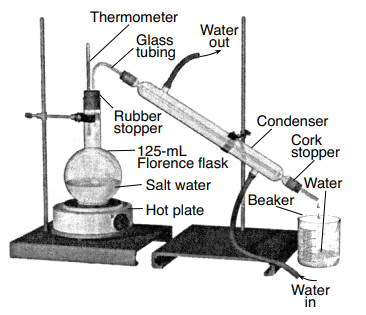 Thermometer
Glass
tubing
Water
out
Rubber
stopper
Condenser
Cork
stopper
125-mL
Florence flask
Salt water
Water
Beaker
Hot plate
Water
in